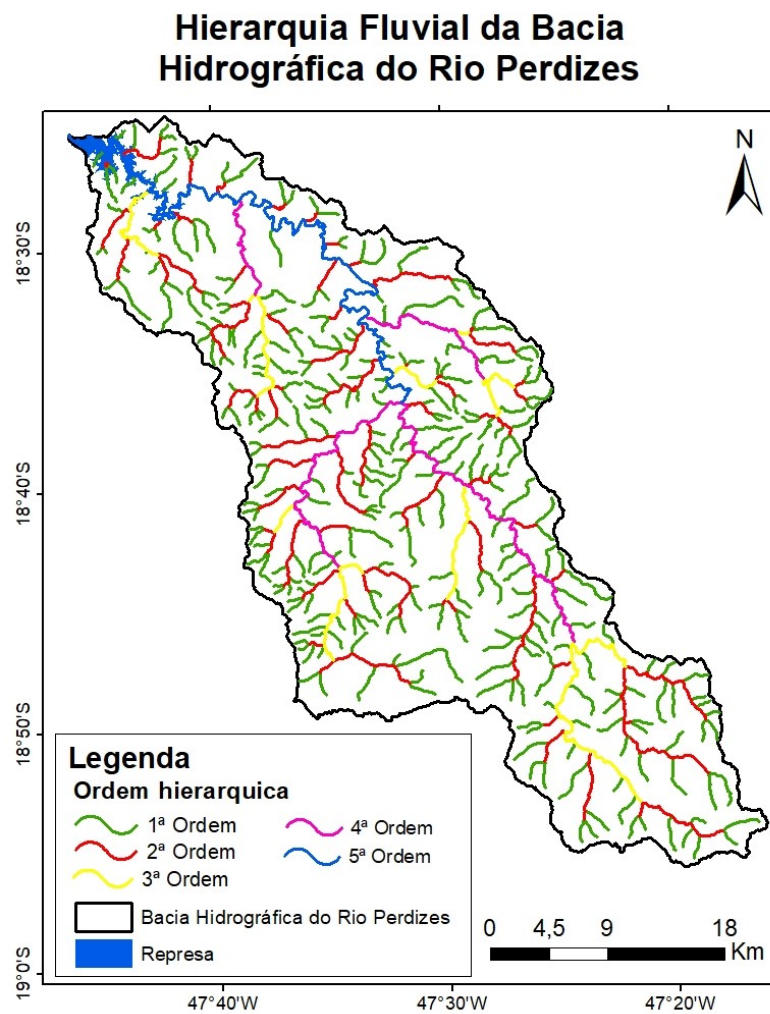 Hierarquia Fluvial da Bacia
Hidrográfica do Rio Perdizes
N
18°30'S
18°40'S
18°50'S
19°0'S
Legenda
Ordem hierarquica
1ª Ordem
2ª Ordem
3ª Ordem
4ª Ordem
5ª Ordem
Bacia Hidrográfica do Rio Perdizes
Represa
0 4,5 9 18
Km
47°40'W 47°30'W 47°20'W